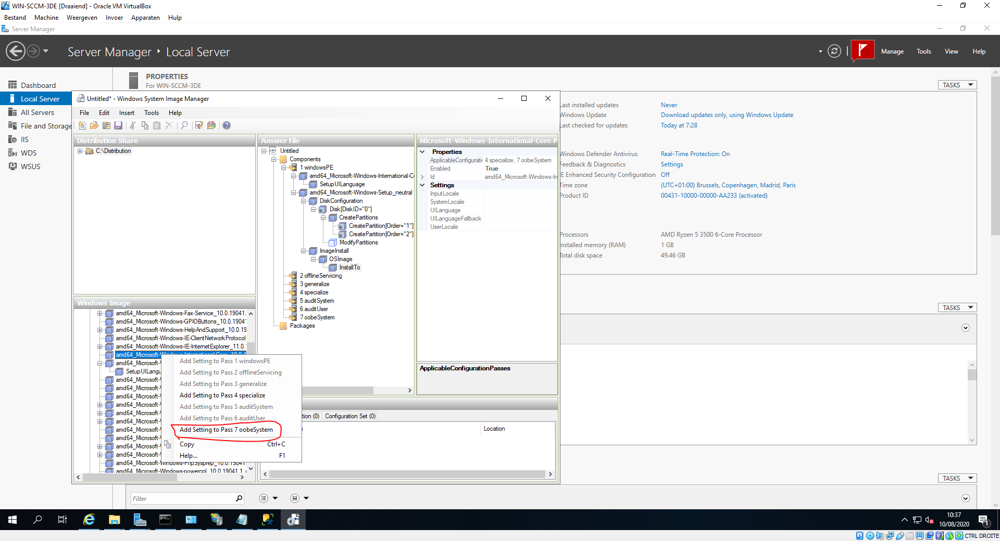 WIN-SCCM-3DE [Draaiend] - Oracle VM VirtualBox
Bestand Machine Weergeven Invoer Apparaten Hulp
Server Manager
Server Manager ‣ Local Server
Manage Tools View Help
Dashboard
Local Server
All Servers
File and Storage
IIS
WDS
WSUS
PROPERTIES
For WIN-SCCM-3DE
TASKS
Last installed updates Never
Windows Update Download updates only, using Windows Update
Last checked for updates Today at 7:28
Windows Defender Antivirus Real-Time Protection: On
Feedback & Diagnostics Settings
IE Enhanced Security Configuration Off
Time zone (UTC+01:00) Brussels, Copenhagen, Madrid, Paris
Product ID 00431-10000-00000-AA233 (activated)
Processors AMD Ryzen 5 3500 6-Core Processor
Installed memory (RAM) 1 GB
Total disk space 49.46 GB
TASKS
TASKS
Filter
Untitled* - Windows System Image Manager
File Edit Insert Tools Help
Distribution Share
C:\Distribution
Windows Image
amd64_Microsoft-Windows-Fax-Service_10.0.19041.
amd64_Microsoft-Windows-GPIOButtons_10.0.1904
amd64_Microsoft-Windows-HelpAndSupport_10.0.19
amd64_Microsoft-Windows-IE-ClientNetworkProtocol
amd64_Microsoft-Windows-IE-InternetExplorer_11.0.
amd64_Microsoft-Windows-International-Core_10.0.1
amd64_Microsoft-W
SetupUILangu
amd64_Microsoft-W
amd64_Microsoft-W
amd64_Microsoft-W
amd64_Microsoft-W
amd64_Microsoft-W
amd64_Microsoft-W
amd64_Microsoft-W
amd64_Microsoft-W
amd64_Microsoft-W
amd64_Microsoft-W
amd64_Microsoft-Windows-PnpSysprep_10.0.19041.
amd64_Microsoft-Windows-powercpl_10.0.19041.1
Add Setting to Pass 1 windowsPE
Add Setting to Pass 2 offlineServicing
Add Setting to Pass 3 generalize
Add Setting to Pass 4 specialize
Add Setting to Pass 5 auditSystem
Add Setting to Pass 6 auditUser
Add Setting to Pass 7 oobeSystem
Copy Ctrl+C
Help... F1
Answer File
Untitled
Components
1 windowsPE
amd64_Microsoft-Windows-International-Co
SetupUILanguage
amd64_Microsoft-Windows-Setup_neutral
DiskConfiguration
Disk[DiskID="0"]
CreatePartitions
CreatePartition[Order="1"]
CreatePartition[Order="2"]
ModifyPartitions
ImageInstall
OSImage
InstallTo
2 offlineServicing
3 generalize
4 specialize
5 auditSystem
6 auditUser
7 oobeSystem
Packages
Microsoft-Windows-International-Core P
Properties
ApplicableConfiguratio 4 specialize, 7 oobeSystem
Enabled True
Id amd64_Microsoft-Windows-In
Settings
InputLocale
SystemLocale
UILanguage
UILanguageFallback
UserLocale
ApplicableConfigurationPasses
tion (0) Configuration Set (0)
Location
10:37
10/08/2020
1
CTRL DROITE